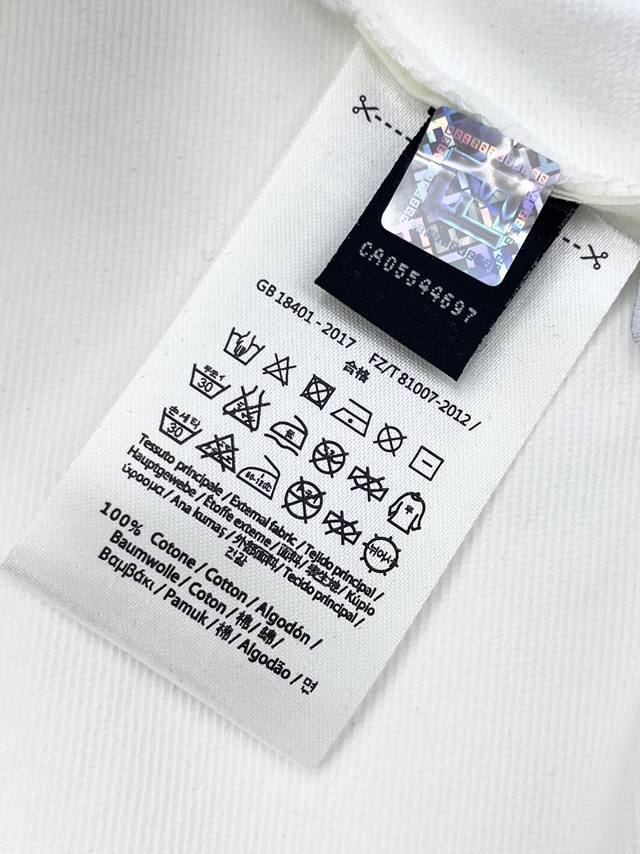 CA05544697
GB 18401 - 2017 FZ/T 81007-2012 /
合格
30
30
Tessuto principale / External fabric / Tejido principal /
Hauptgewebe / Étoffe externe / 面料 / 表生地 / Κύριο
ύφασμα / Ana kumaş / 外部面料 / Tecido principal /
겉감
100% Cotone / Cotton / Algodón /
Baumwolle / Coton / 棉 / 綿 /
Βαμβάκι / Pamuk / 棉 / Algodão / 면